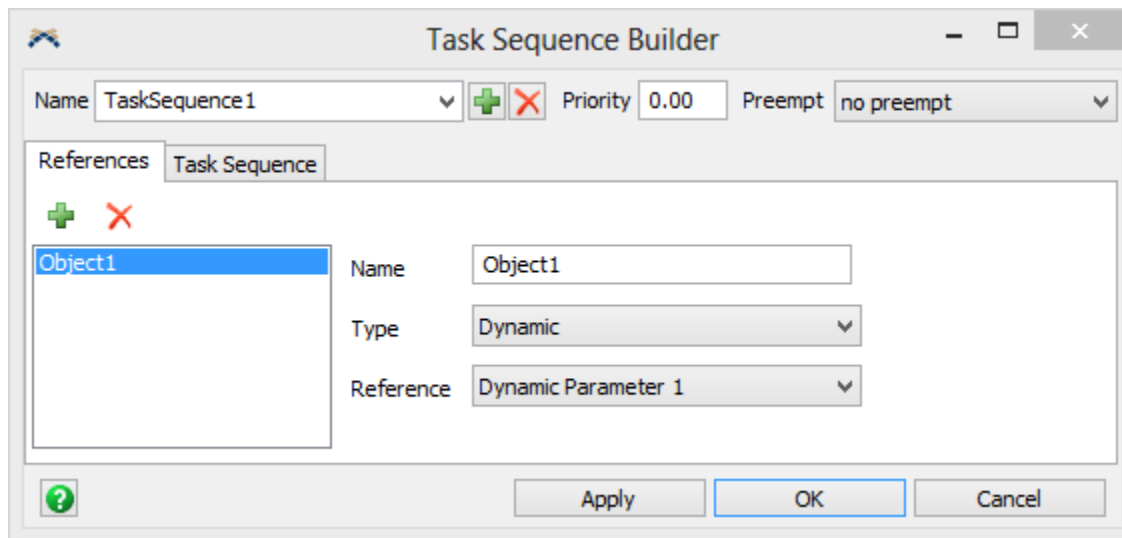 Task Sequence Builder
Name TaskSequence1 Priority 0.00 Preempt no preempt
References Task Sequence
Object1
Name Object1
Type Dynamic
Reference Dynamic Parameter 1
Apply OK Cancel